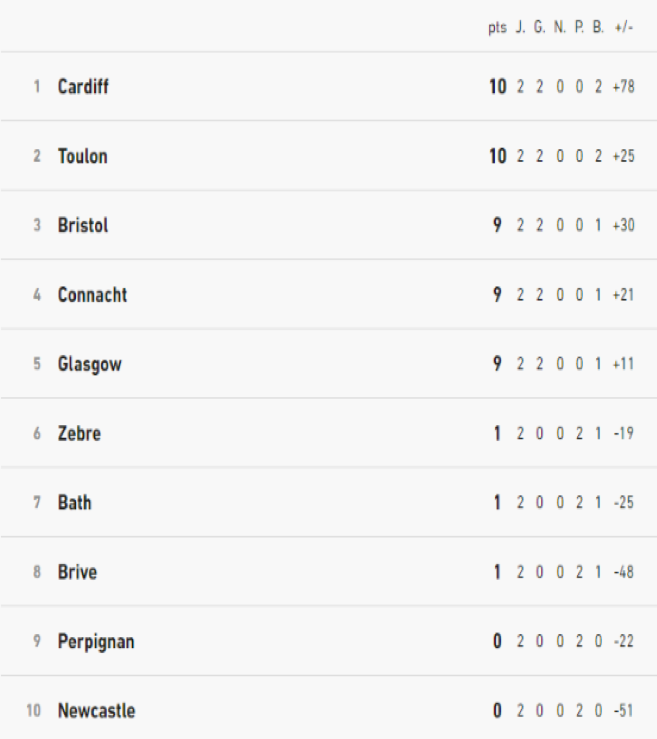 pts J. G. N. P. B. +/-
1 Cardiff 10 2 2 0 0 2 +78
2 Toulon 10 2 2 0 0 2 +25
3 Bristol 9 2 2 0 0 1 +30
4 Connacht 9 2 2 0 0 1 +21
5 Glasgow 9 2 2 0 0 1 +11
6 Zebre 1 2 0 0 2 1 -19
7 Bath 1 2 0 0 2 1 -25
8 Brive 1 2 0 0 2 1 -48
9 Perpignan 0 2 0 0 2 0 -22
10 Newcastle 0 2 0 0 2 0 -51